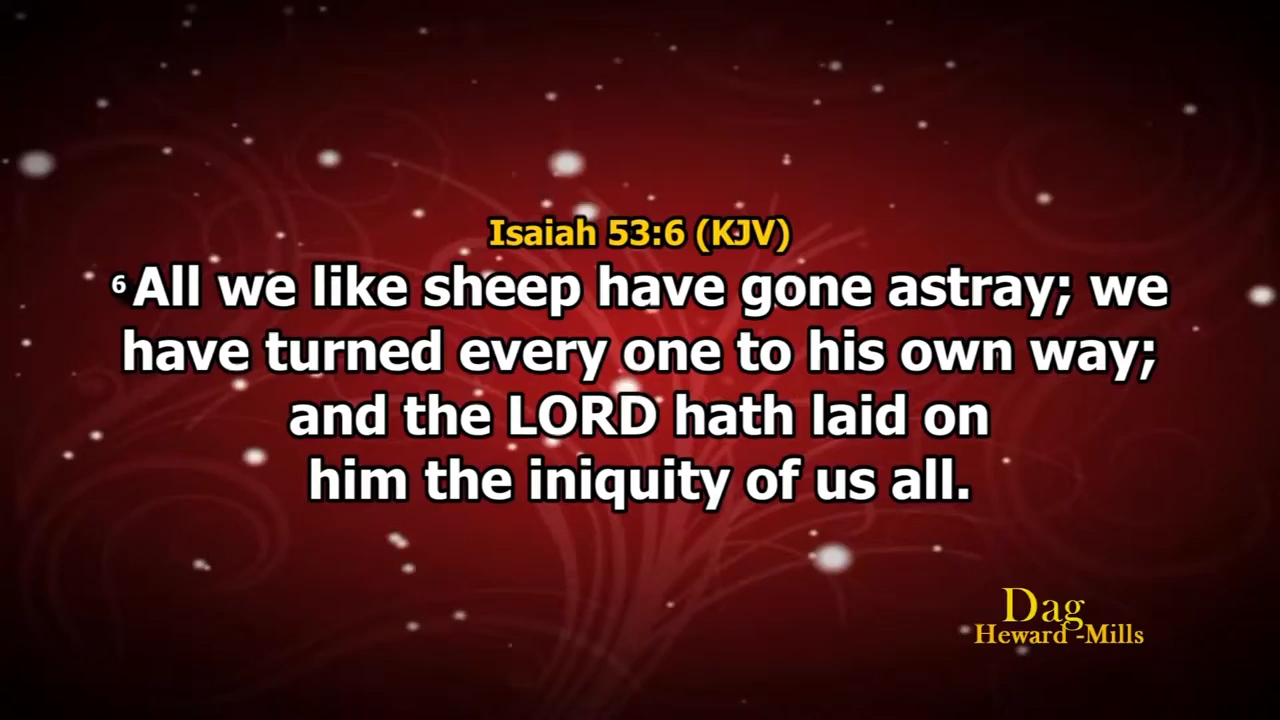 Isaiah 53:6 (KJV)
6 All we like sheep have gone astray; we
have turned every one to his own way;
and the LORD hath laid on
him the iniquity of us all.
Dag
Heward -Mills